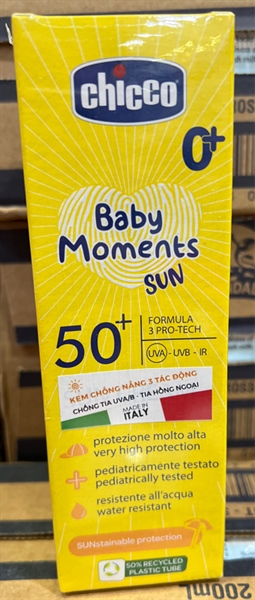 chicco
0+
Baby
Moments
SUN
50+
FORMULA
3 PRO-TECH
UVA - UVB - IR
KEM CHỐNG NẮNG 3 TÁC ĐỘNG
CHỐNG TIA UVA/B - TIA HỒNG NGOẠI
MADE IN
ITALY
protezione molto alta
very high protection
pediatricamente testato
pediatrically tested
resistente all'acqua
water resistant
SUNstainable protection
50% RECYCLED
PLASTIC TUBE
200ml